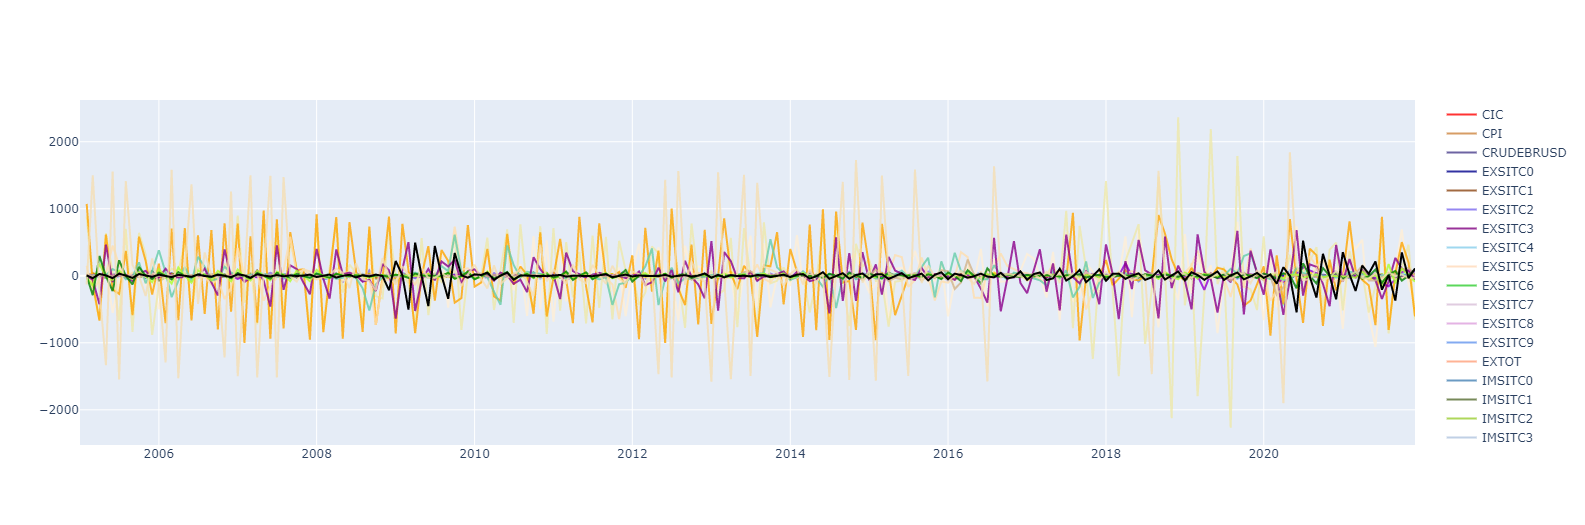 2000
1000
0
−1000
−2000
2006 2008 2010 2012 2014 2016 2018 2020
CIC
CPI
CRUDEBRUSD
EXSITC0
EXSITC1
EXSITC2
EXSITC3
EXSITC4
EXSITC5
EXSITC6
EXSITC7
EXSITC8
EXSITC9
EXTOT
IMSITC0
IMSITC1
IMSITC2
IMSITC3